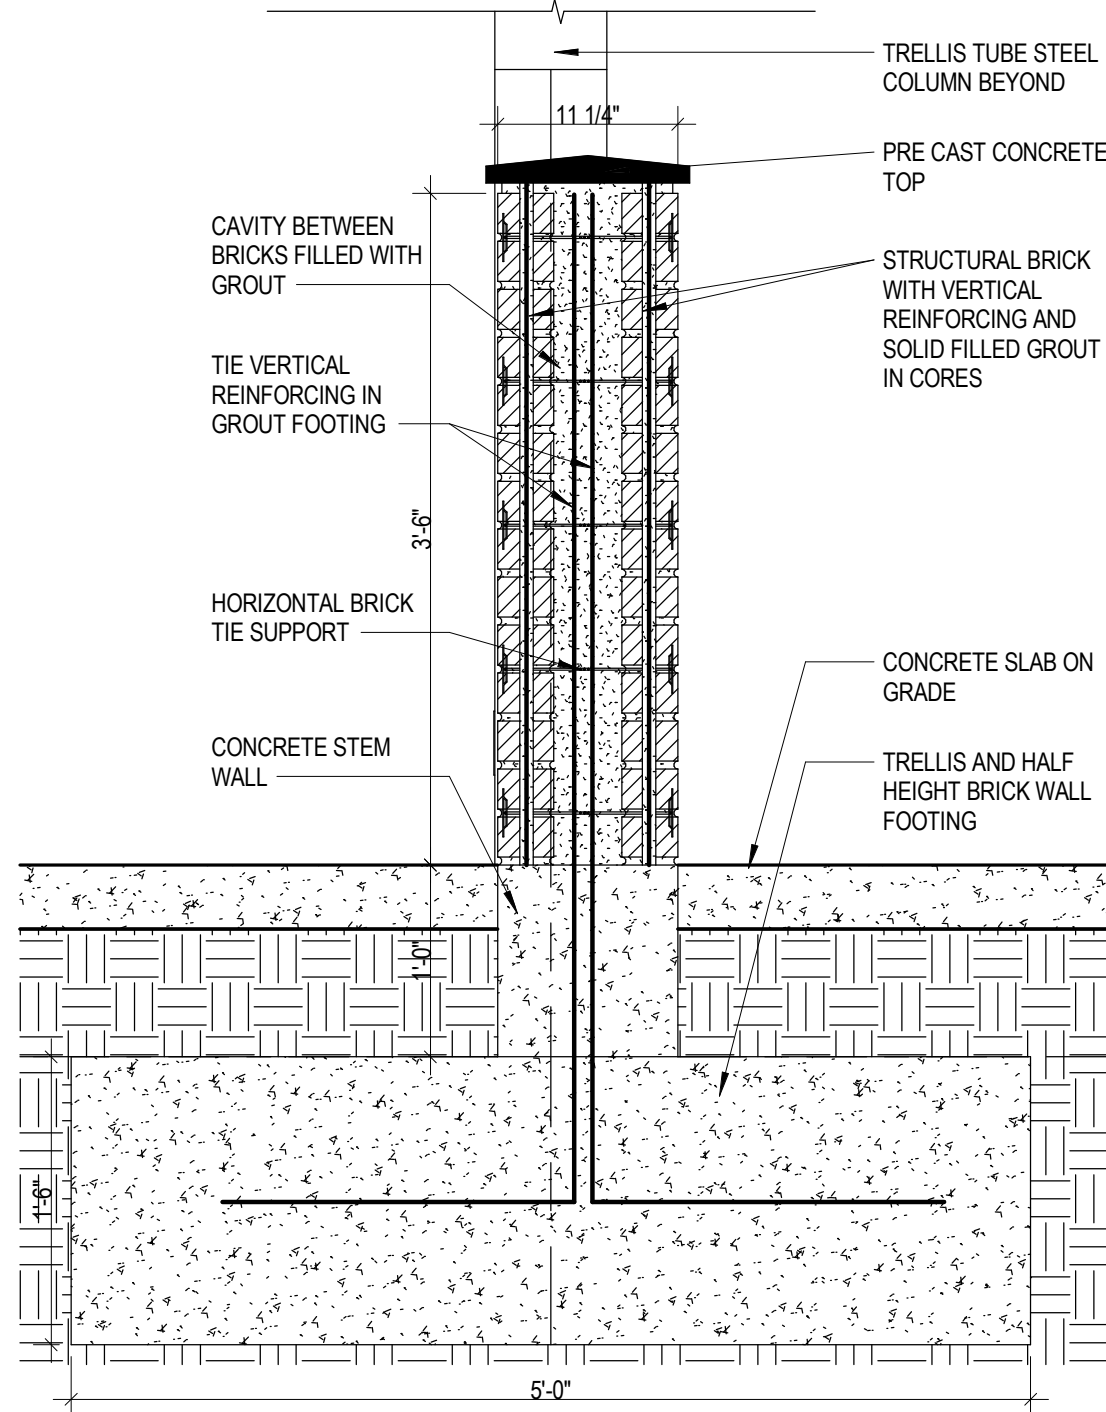 TRELLIS TUBE STEEL
COLUMN BEYOND
11 1/4"
PRE CAST CONCRETE
TOP
CAVITY BETWEEN
BRICKS FILLED WITH
GROUT
STRUCTURAL BRICK
WITH VERTICAL
REINFORCING AND
SOLID FILLED GROUT
IN CORES
TIE VERTICAL
REINFORCING IN
GROUT FOOTING
3'-6"
HORIZONTAL BRICK
TIE SUPPORT
CONCRETE SLAB ON
GRADE
CONCRETE STEM
WALL
TRELLIS AND HALF
HEIGHT BRICK WALL
FOOTING
1'-0"
1'-6"
5'-0"